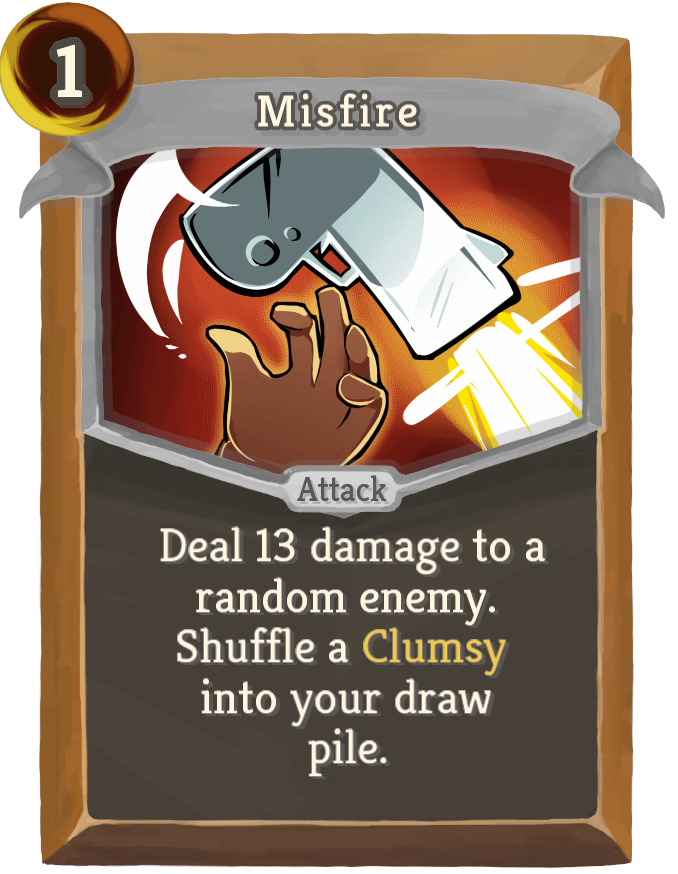 1
Misfire
Attack
Deal 13 damage to a
random enemy.
Shuffle a Clumsy
into your draw
pile.